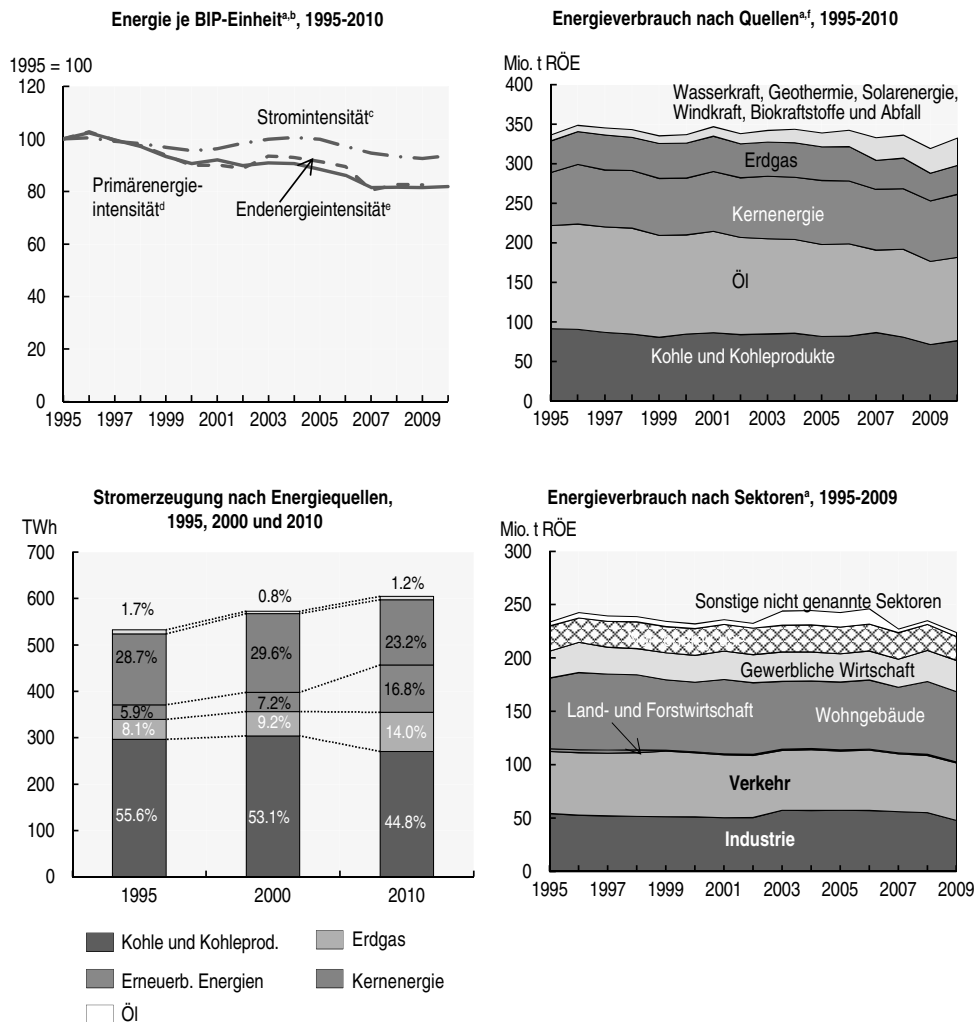 Energie je BIP-Einheitᵃ,ᵇ, 1995-2010
1995 = 100
120
100
80
60
40
20
0
Stromintensitätᶜ
Primärenergie-
intensitätᵈ
Endenergieintensitätᵉ
1995 1997 1999 2001 2003 2005 2007 2009
Energieverbrauch nach Quellenᵃ,ᶠ, 1995-2010
Mio. t RÖE
400
350
300
250
200
150
100
50
0
Wasserkraft, Geothermie, Solarenergie,
Windkraft, Biokraftstoffe und Abfall
Erdgas
Kernenergie
Öl
Kohle und Kohleprodukte
1995 1997 1999 2001 2003 2005 2007 2009
Stromerzeugung nach Energiequellen,
1995, 2000 und 2010
TWh
700
600
500
400
300
200
100
0
1.7%
28.7%
5.9%
8.1%
55.6%
0.8%
29.6%
7.2%
9.2%
53.1%
1.2%
23.2%
16.8%
14.0%
44.8%
1995 2000 2010
Kohle und Kohleprod.
Erdgas
Erneuerb. Energien
Kernenergie
Öl
Energieverbrauch nach Sektorenᵃ, 1995-2009
Mio. t RÖE
300
250
200
150
100
50
0
Sonstige nicht genannte Sektoren
Gewerbliche Wirtschaft
Land- und Forstwirtschaft
Wohngebäude
Verkehr
Industrie
1995 1997 1999 2001 2003 2005 2007 2009